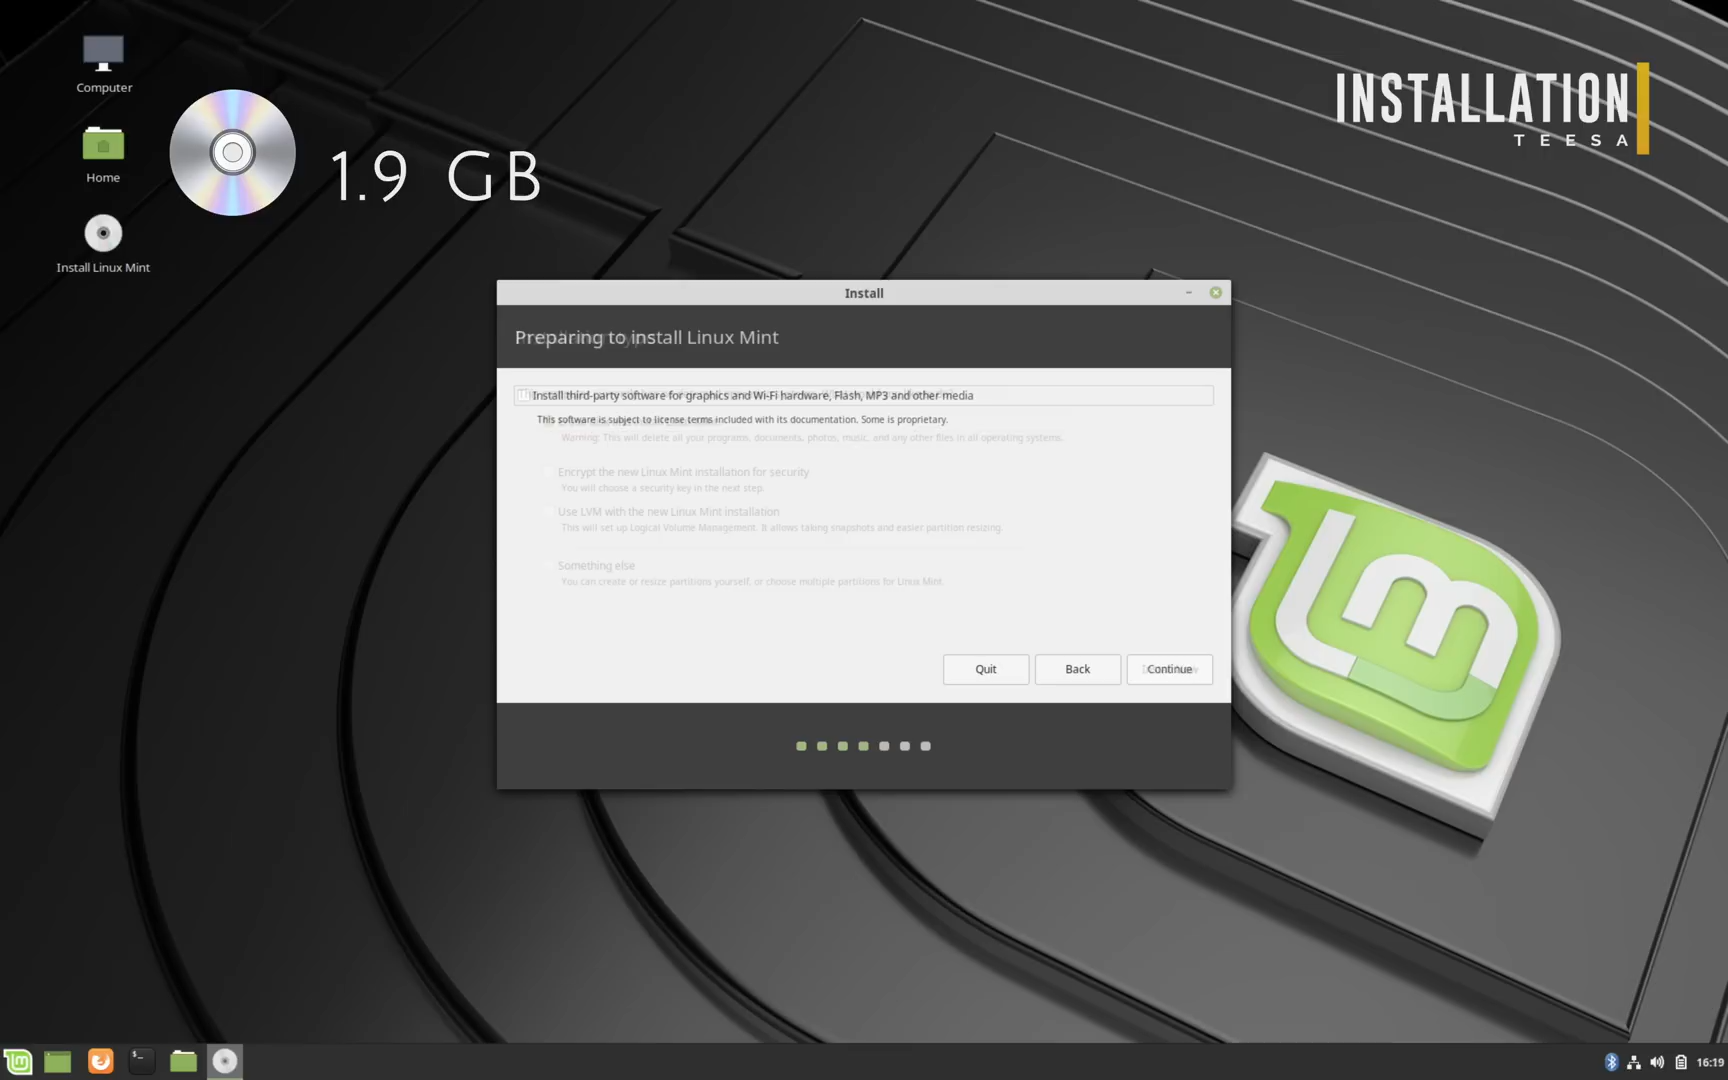 Computer
Home
Install Linux Mint
1.9 GB
INSTALLATION
TEESA
Install
Preparing to install Linux Mint
Install third-party software for graphics and Wi-Fi hardware, Flash, MP3 and other media
This software is subject to license terms included with its documentation. Some is proprietary.
Warning: This will delete all your programs, documents, photos, music, and any other files in all operating systems.
Encrypt the new Linux Mint installation for security
You will choose a security key in the next step.
Use LVM with the new Linux Mint installation
This will set up Logical Volume Management. It allows taking snapshots and easier partition resizing.
Something else
You can create or resize partitions yourself, or choose multiple partitions for Linux Mint.
Quit
Back
Continue
16:19